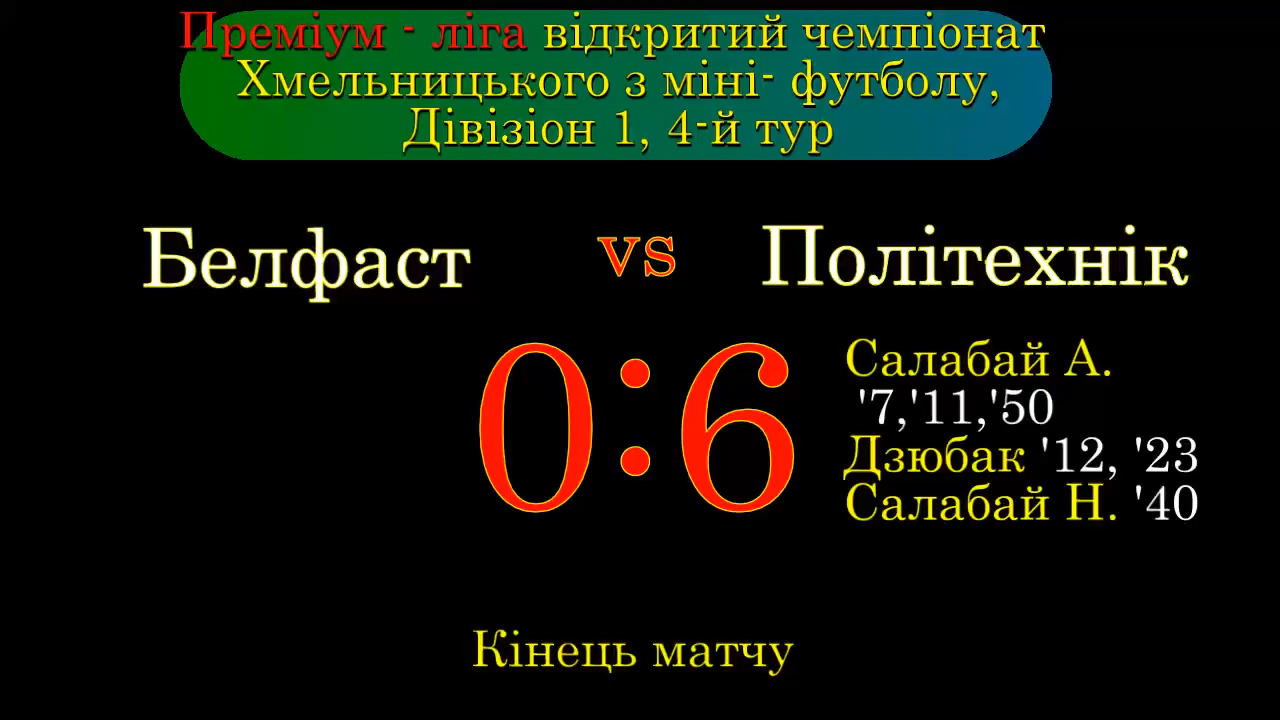 Преміум - ліга відкритий чемпіонат
Хмельницького з міні- футболу,
Дівізіон 1, 4-й тур
Белфаст vs Політехнік
0:6
Салабай А.
'7,'11,'50
Дзюбак '12, '23
Салабай Н. '40
Кінець матчу